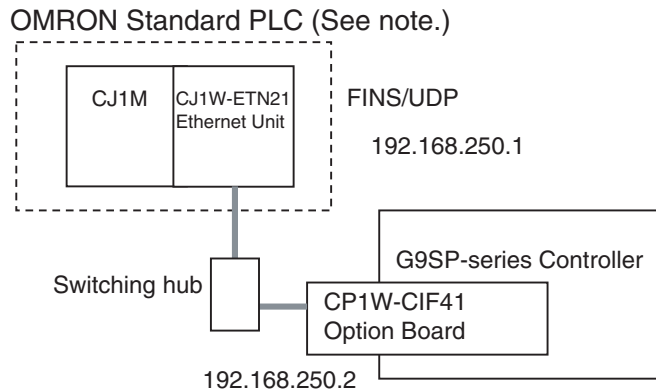 OMRON Standard PLC (See note.)
CJ1M
CJ1W-ETN21
Ethernet Unit
FINS/UDP
192.168.250.1
Switching hub
G9SP-series Controller
CP1W-CIF41
Option Board
192.168.250.2